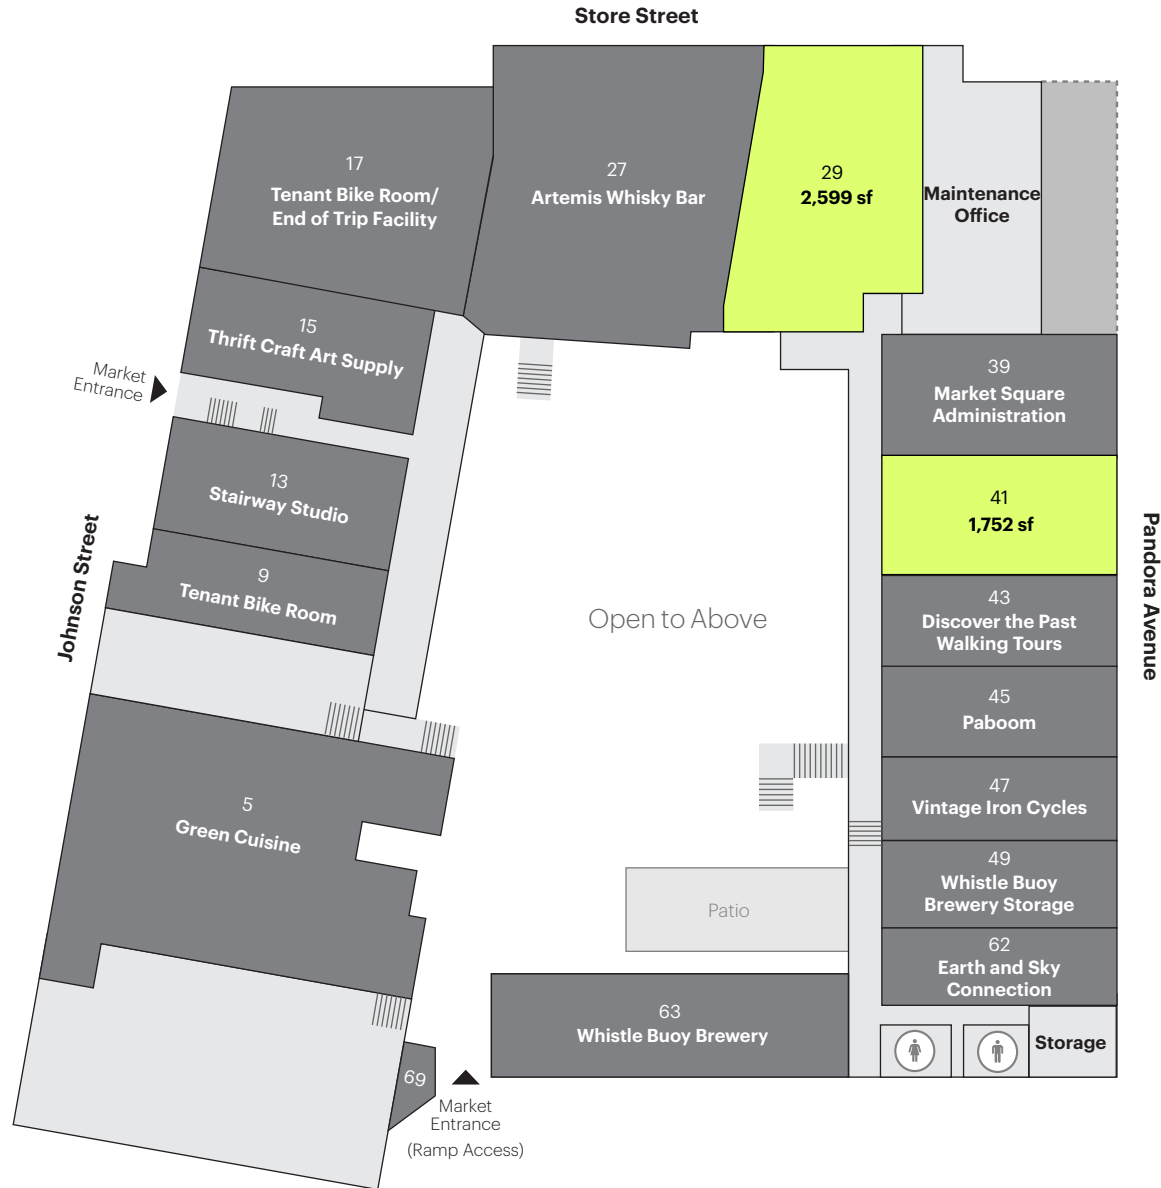 Store Street
17
Tenant Bike Room/
End of Trip Facility
27
Artemis Whisky Bar
29
2,599 sf
Maintenance
Office
15
Thrift Craft Art Supply
Market
Entrance
39
Market Square
Administration
13
Stairway Studio
41
1,752 sf
Johnson Street
Pandora Avenue
9
Tenant Bike Room
Open to Above
43
Discover the Past
Walking Tours
45
Paboom
5
Green Cuisine
47
Vintage Iron Cycles
49
Whistle Buoy
Brewery Storage
Patio
62
Earth and Sky
Connection
63
Whistle Buoy Brewery
Storage
69
Market
Entrance
(Ramp Access)